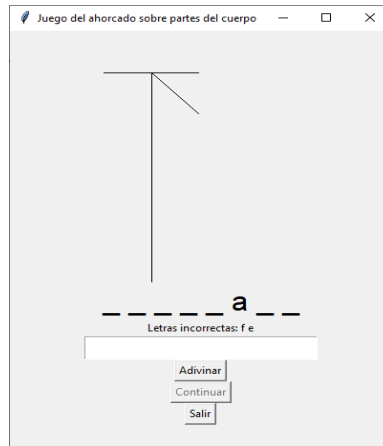 Juego del ahorcado sobre partes del cuerpo
_ _ _ _ _ a _ _
Letras incorrectas: f e
Adivinar
Continuar
Salir